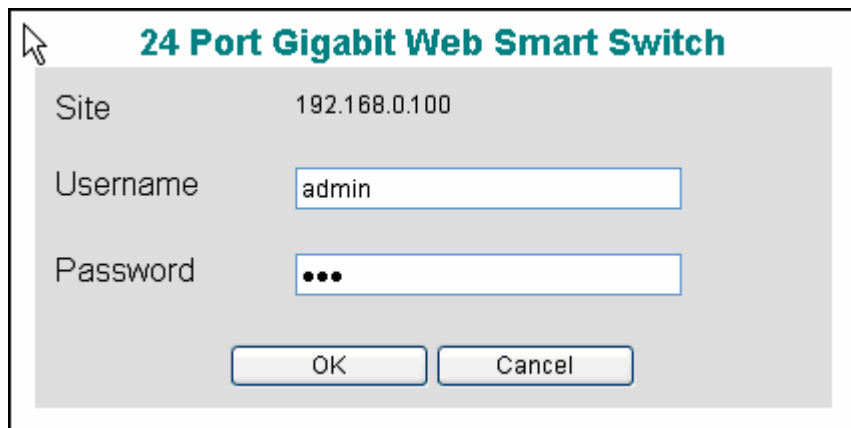 24 Port Gigabit Web Smart Switch
Site 192.168.0.100
Username admin
Password •••
OK Cancel